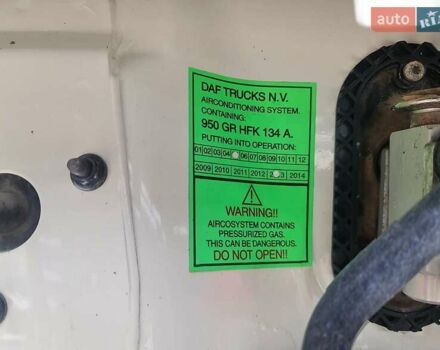 auto RIA
DAF TRUCKS N.V.
AIRCONDITIONING SYSTEM.
CONTAINING:
950 GR HFK 134 A.
PUTTING INTO OPERATION:
01 02 03 04 06 07 08 09 10 11 12
2009 2010 2011 2012 3 2014
WARNING!!
AIRCOSYSTEM CONTAINS
PRESSURIZED GAS.
THIS CAN BE DANGEROUS.
DO NOT OPEN!!